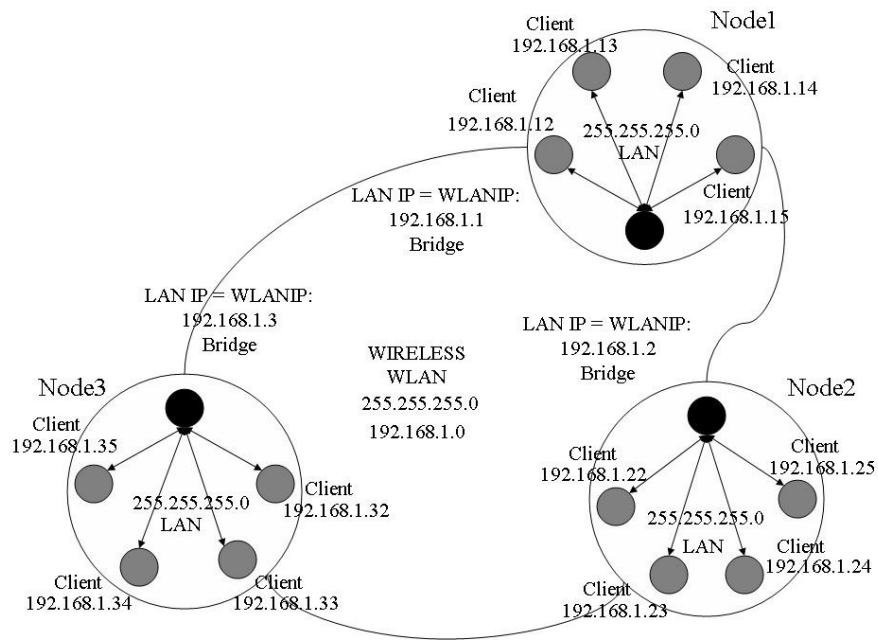 Node1
Client
192.168.1.13
Client
192.168.1.14
Client
192.168.1.12
255.255.255.0
LAN
Client
192.168.1.15
LAN IP = WLANIP:
192.168.1.1
Bridge
LAN IP = WLANIP:
192.168.1.3
Bridge
LAN IP = WLANIP:
192.168.1.2
Bridge
WIRELESS
WLAN
255.255.255.0
192.168.1.0
Node3
Client
192.168.1.35
255.255.255.0
LAN
Client
192.168.1.32
Client
192.168.1.34
Client
192.168.1.33
Node2
Client
192.168.1.22
Client
192.168.1.25
255.255.255.0
LAN
Client
192.168.1.24
Client
192.168.1.23